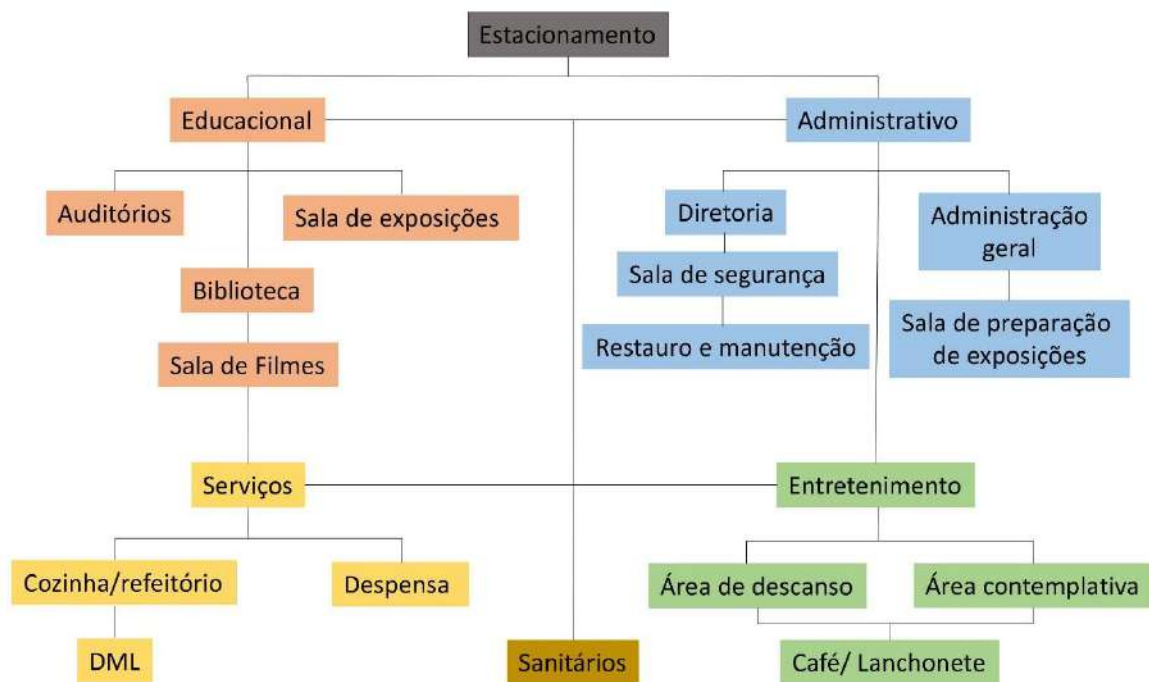 Estacionamento
Educacional
Administrativo
Auditórios
Sala de exposições
Diretoria
Administração
geral
Biblioteca
Sala de segurança
Sala de Filmes
Restauro e manutenção
Sala de preparação
de exposições
Serviços
Entretenimento
Cozinha/refeitório
Despensa
Área de descanso
Área contemplativa
DML
Sanitários
Café/ Lanchonete